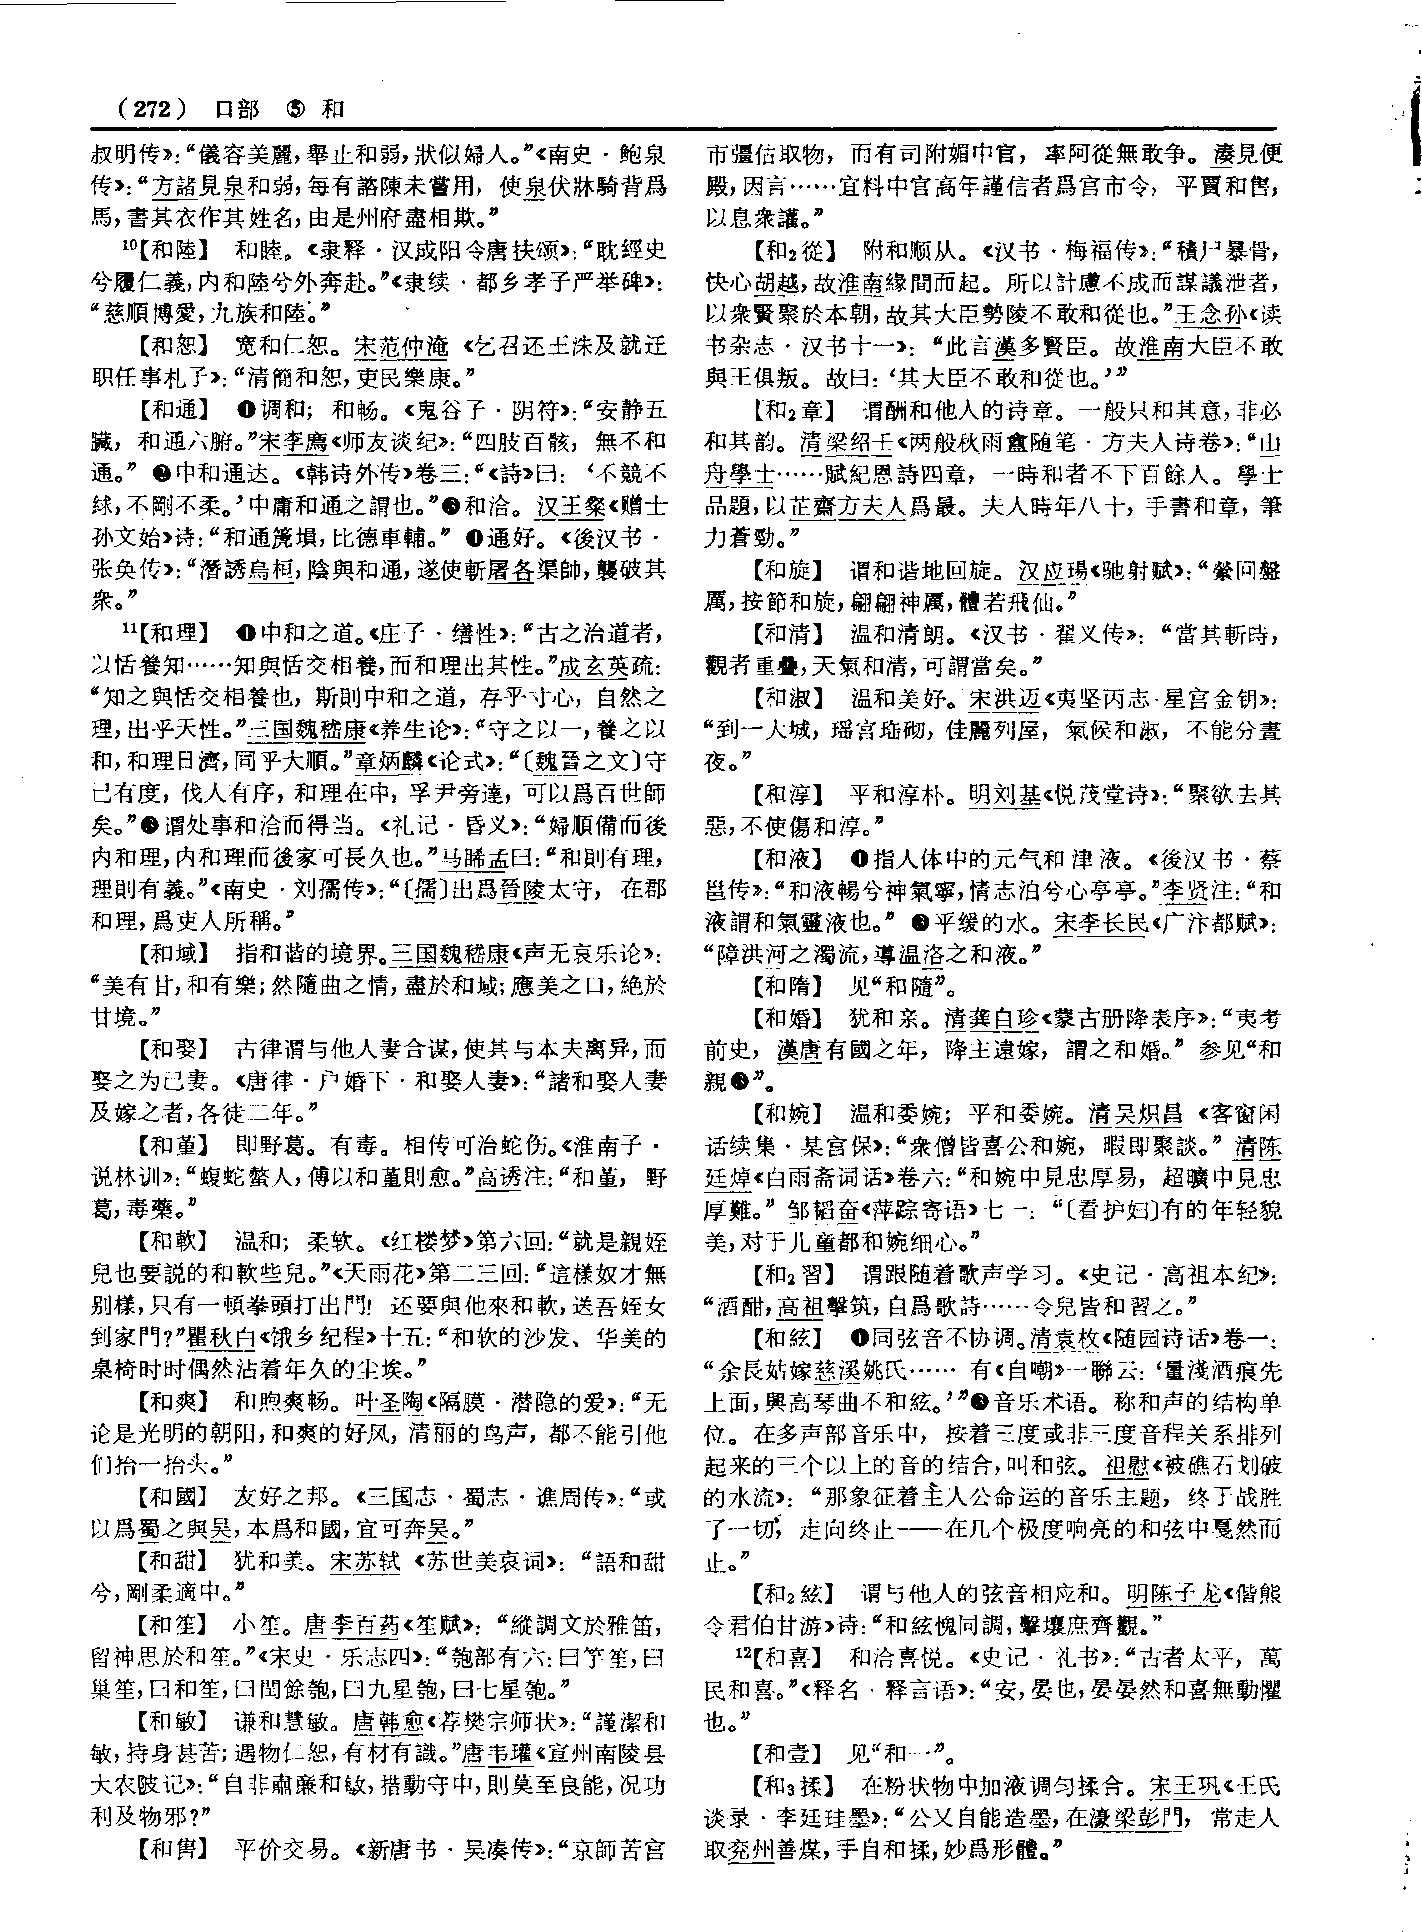 （272） 口部 ⑤ 和
叔明传》：“儀容美麗，舉止和弱，狀似婦人。”《南史·鲍泉
传》：“方諸見泉和弱，每有諮陳未嘗用，使泉伏牀騎背爲
馬，書其衣作其姓名，由是州府盡相欺。”
¹⁰【和陸】 和睦。《隶释·汉成阳令唐扶颂》：“耽經史
兮履仁義，内和陸兮外奔赴。”《隶续·都乡孝子严举碑》：
“慈順博愛，九族和陸。”
【和恕】 宽和仁恕。宋范仲淹《乞召还王洙及就迁
职任事札子》：“清簡和恕，吏民樂康。”
【和通】 ❶调和；和畅。《鬼谷子·阴符》：“安静五
臟，和通六腑。”宋李廌《师友谈纪》：“四肢百骸，無不和
通。” ❷中和通达。《韩诗外传》卷三：“《詩》曰：‘不競不
絿，不剛不柔。’中庸和通之謂也。”❸和洽。汉王粲《赠士
孙文始》诗：“和通篪塤，比德車輔。” ❹通好。《後汉书·
张奂传》：“潛誘烏桓，陰與和通，遂使斬屠各渠帥，襲破其
衆。”
¹¹【和理】 ❶中和之道。《庄子·缮性》：“古之治道者，
以恬養知……知與恬交相養，而和理出其性。”成玄英疏：
“知之與恬交相養也，斯則中和之道，存乎寸心，自然之
理，出乎天性。”三国魏嵇康《养生论》：“守之以一，養之以
和，和理日濟，同乎大順。”章炳麟《论式》：“〔魏晋之文〕守
己有度，伐人有序，和理在中，孚尹旁達，可以爲百世師
矣。”❷谓处事和洽而得当。《礼记·昏义》：“婦順備而後
内和理，内和理而後家可長久也。”马晞孟曰：“和則有理，
理則有義。”《南史·刘孺传》：“〔孺〕出爲晉陵太守，在郡
和理，爲吏人所稱。”
【和域】 指和谐的境界。三国魏嵇康《声无哀乐论》：
“美有甘，和有樂；然隨曲之情，盡於和域；應美之口，絶於
甘境。”
【和娶】 古律谓与他人妻合谋，使其与本夫离异，而
娶之为己妻。《唐律·户婚下·和娶人妻》：“諸和娶人妻
及嫁之者，各徒二年。”
【和堇】 即野葛。有毒。相传可治蛇伤。《淮南子·
说林训》：“蝮蛇螫人，傅以和堇則愈。”高诱注：“和堇，野
葛，毒藥。”
【和軟】 温和；柔软。《红楼梦》第六回：“就是親姪
兒也要説的和軟些兒。”《天雨花》第二三回：“這樣奴才無
别樣，只有一頓拳頭打出門！還要與他來和軟，送吾姪女
到家門？”瞿秋白《饿乡纪程》十五：“和软的沙发、华美的
桌椅时时偶然沾着年久的尘埃。”
【和爽】 和煦爽畅。叶圣陶《隔膜·潜隐的爱》：“无
论是光明的朝阳，和爽的好风，清丽的鸟声，都不能引他
们抬一抬头。”
【和國】 友好之邦。《三国志·蜀志·谯周传》：“或
以爲蜀之與吴，本爲和國，宜可奔吴。”
【和甜】 犹和美。宋苏轼《苏世美哀词》：“語和甜
兮，剛柔適中。”
【和笙】 小笙。唐李百药《笙赋》：“縱調文於雅笛，
留神思於和笙。”《宋史·乐志四》：“匏部有六：曰竽笙，曰
巢笙，曰和笙，曰閏餘匏，曰九星匏，曰七星匏。”
【和敏】 谦和慧敏。唐韩愈《荐樊宗师状》：“謹潔和
敏，持身甚苦；遇物仁恕，有材有識。”唐韦瓘《宣州南陵县
大农陂记》：“自非肅廉和敏，措動守中，則莫至良能，况功
利及物邪？”
【和售】 平价交易。《新唐书·吴凑传》：“京師苦宫
市彊估取物，而有司附媚中官，率阿從無敢争。湊見便
殿，因言……宜料中官高年謹信者爲宫市令，平賈和售，
以息衆讙。”
【和₂從】 附和顺从。《汉书·梅福传》：“積尸暴骨，
快心胡越，故淮南緣間而起。所以計慮不成而謀議泄者，
以衆賢聚於本朝，故其大臣勢陵不敢和從也。”王念孙《读
书杂志·汉书十一》：“此言漢多賢臣。故淮南大臣不敢
與王俱叛。故曰：‘其大臣不敢和從也。’”
【和₂章】 谓酬和他人的诗章。一般只和其意，非必
和其韵。清梁绍壬《两般秋雨盦随笔·方夫人诗卷》：“山
舟學士……賦紀恩詩四章，一時和者不下百餘人。學士
品題，以芷齋方夫人爲最。夫人時年八十，手書和章，筆
力蒼勁。”
【和旋】 谓和谐地回旋。汉应玚《驰射赋》：“縈回盤
厲，按節和旋，翩翩神厲，體若飛仙。”
【和清】 温和清朗。《汉书·翟义传》：“當其斬時，
觀者重疊，天氣和清，可謂當矣。”
【和淑】 温和美好。宋洪迈《夷坚丙志·星宫金钥》：
“到一大城，瑶宫琁砌，佳麗列屋，氣候和淑，不能分晝
夜。”
【和淳】 平和淳朴。明刘基《悦茂堂诗》：“聚欲去其
惡，不使傷和淳。”
【和液】 ❶指人体中的元气和津液。《後汉书·蔡
邕传》：“和液暢兮神氣寧，情志泊兮心亭亭。”李贤注：“和
液謂和氣靈液也。” ❷平缓的水。宋李长民《广汴都赋》：
“障洪河之濁流，導温洛之和液。”
【和隋】 见“和隨”。
【和婚】 犹和亲。清龚自珍《蒙古册降表序》：“夷考
前史，漢唐有國之年，降主遠嫁，謂之和婚。” 参见“和
親❸”。
【和婉】 温和委婉；平和委婉。清吴炽昌《客窗闲
话续集·某宫保》：“衆僧皆喜公和婉，暇即聚談。” 清陈
廷焯《白雨斋词话》卷六：“和婉中見忠厚易，超曠中見忠
厚難。”邹韬奋《萍踪寄语》七一：“〔看护妇〕有的年轻貌
美，对于儿童都和婉细心。”
【和₂習】 谓跟随着歌声学习。《史记·高祖本纪》：
“酒酣，高祖擊筑，自爲歌詩……令兒皆和習之。”
【和絃】 ❶同弦音不协调。清袁枚《随园诗话》卷一：
“余長姑嫁慈溪姚氏……有《自嘲》一聯云：‘量淺酒痕先
上面，興高琴曲不和絃。’”❷音乐术语。称和声的结构单
位。在多声部音乐中，按着三度或非三度音程关系排列
起来的三个以上的音的结合，叫和弦。祖慰《被礁石划破
的水流》：“那象征着主人公命运的音乐主题，终于战胜
了一切，走向终止——在几个极度响亮的和弦中戛然而
止。”
【和₂絃】 谓与他人的弦音相应和。明陈子龙《偕熊
令君伯甘游》诗：“和絃愧同調，擊壤庶齊觀。”
¹²【和喜】 和洽喜悦。《史记·礼书》：“古者太平，萬
民和喜。”《释名·释言语》：“安，晏也，晏晏然和喜無動懼
也。”
【和壹】 见“和一”。
【和₃揉】 在粉状物中加液调匀揉合。宋王巩《王氏
谈录·李廷珪墨》：“公又自能造墨，在濠梁彭門，常走人
取兖州善煤，手自和揉，妙爲形體。”